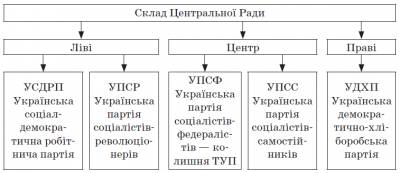 Склад Центральної Ради
Ліві
Центр
Праві
УСДРП
Українська
соціал-
демокра-
тична робіт-
нича партія
УПСР
Українська
партія
соціалістів-
революціо-
нерів
УПСФ
Українська
партія
соціалістів-
федераліс-
тів — ко-
лишня ТУП
УПСС
Українська
партія
соціалістів-
самостій-
ників
УДХП
Українська
демокра-
тично-хлі-
боробська
партія